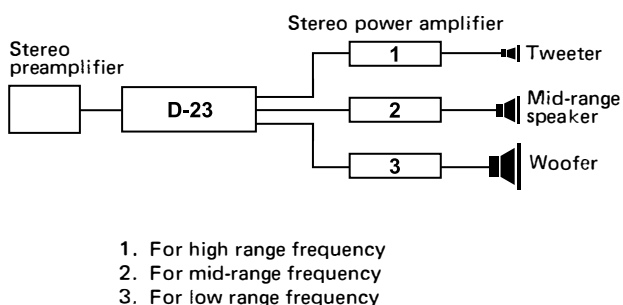 Stereo power amplifier
Stereo
preamplifier
D-23
1
Tweeter
2
Mid-range
speaker
3
Woofer
1. For high range frequency
2. For mid-range frequency
3. For low range frequency